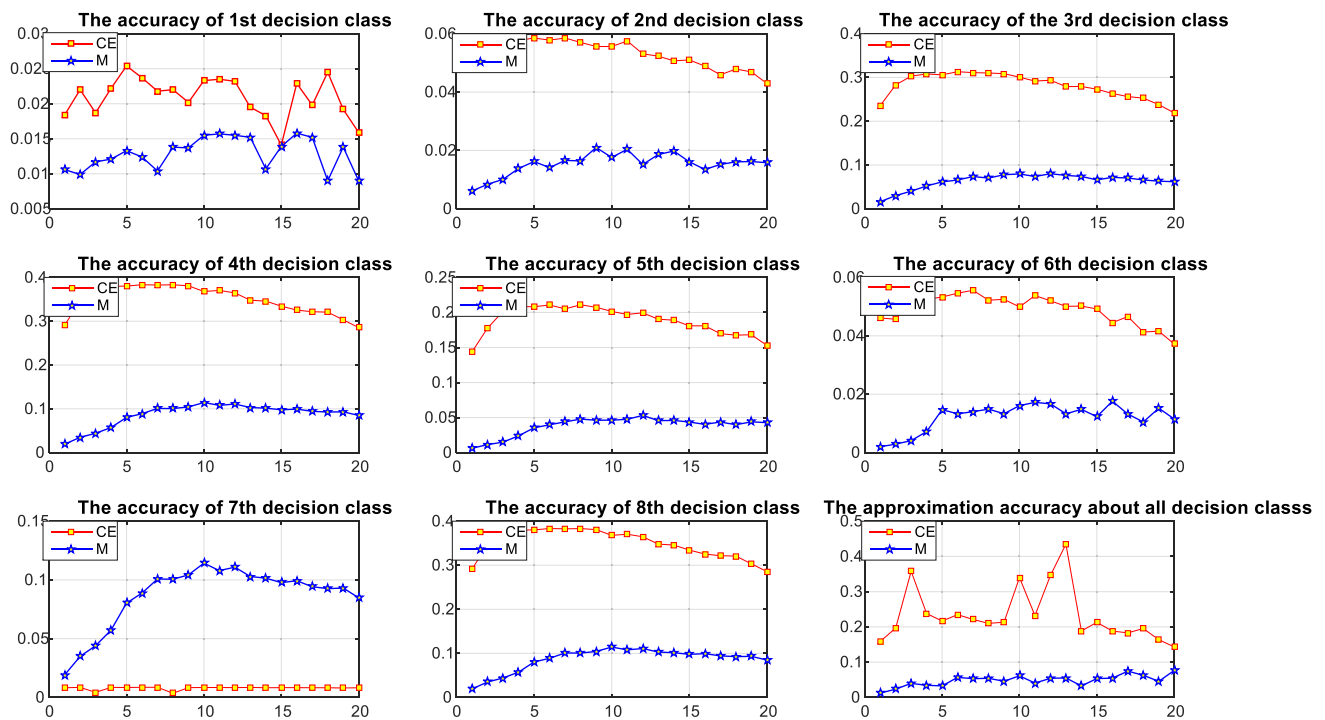 The accuracy of 1st decision class
0.03
0.025
0.02
0.015
0.01
0.005
0 5 10 15 20
CE
M
The accuracy of 2nd decision class
0.06
0.04
0.02
0
0 5 10 15 20
CE
M
The accuracy of the 3rd decision class
0.4
0.3
0.2
0.1
0
0 5 10 15 20
CE
M
The accuracy of 4th decision class
0.4
0.3
0.2
0.1
0
0 5 10 15 20
CE
M
The accuracy of 5th decision class
0.25
0.2
0.15
0.1
0.05
0
0 5 10 15 20
CE
M
The accuracy of 6th decision class
0.06
0.04
0.02
0
0 5 10 15 20
CE
M
The accuracy of 7th decision class
0.15
0.1
0.05
0
0 5 10 15 20
CE
M
The accuracy of 8th decision class
0.4
0.3
0.2
0.1
0
0 5 10 15 20
CE
M
The approximation accuracy about all decision classs
0.5
0.4
0.3
0.2
0.1
0
0 5 10 15 20
CE
M